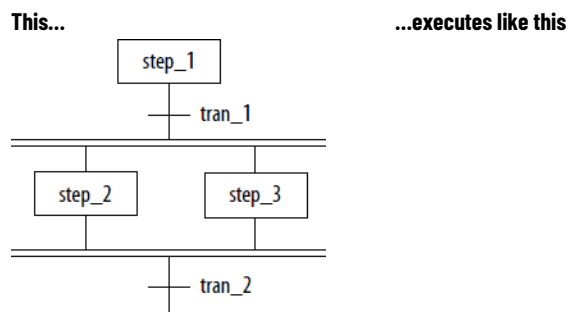 This... ...executes like this
step_1
tran_1
step_2 step_3
tran_2